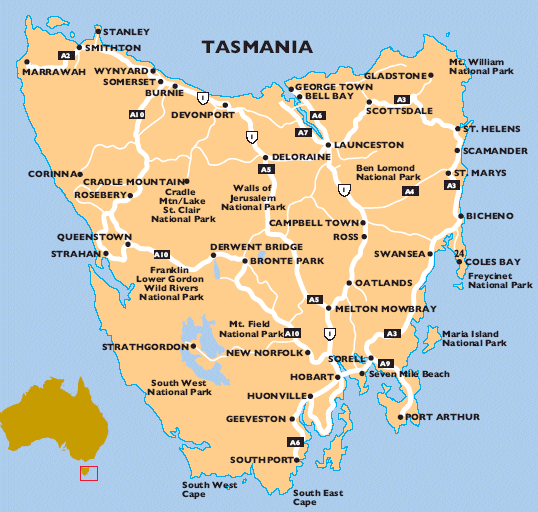 STANLEY
TASMANIA
SMITHTON
A2
Mt. William
National Park
MARRAWAH
WYNYARD
GLADSTONE
SOMERSET
GEORGE TOWN
BURNIE
BELL BAY
1
A3
DEVONPORT
SCOTTSDALE
A10
A6
ST. HELENS
A7
1
LAUNCESTON
SCAMANDER
DELORAINE
A5
Ben Lomond
National Park
ST. MARYS
CORINNA
CRADLE MOUNTAIN
A3
Cradle
Mtn/Lake
St. Clair
National Park
Walls of
Jerusalem
National Park
1
A4
ROSEBERY
BICHENO
CAMPBELL TOWN
QUEENSTOWN
ROSS
STRAHAN
A10
DERWENT BRIDGE
BRONTE PARK
SWANSEA
24
COLES BAY
Franklin
Lower Gordon
Wild Rivers
National Park
Freycinet
National Park
OATLANDS
A5
MELTON MOWBRAY
Mt. Field
National Park
A10
1
A3
Maria Island
National Park
STRATHGORDON
NEW NORFOLK
SORELL
A9
HOBART
Seven Mile Beach
South West
National Park
HUONVILLE
GEEVESTON
PORT ARTHUR
A6
SOUTHPORT
South West
Cape
South East
Cape